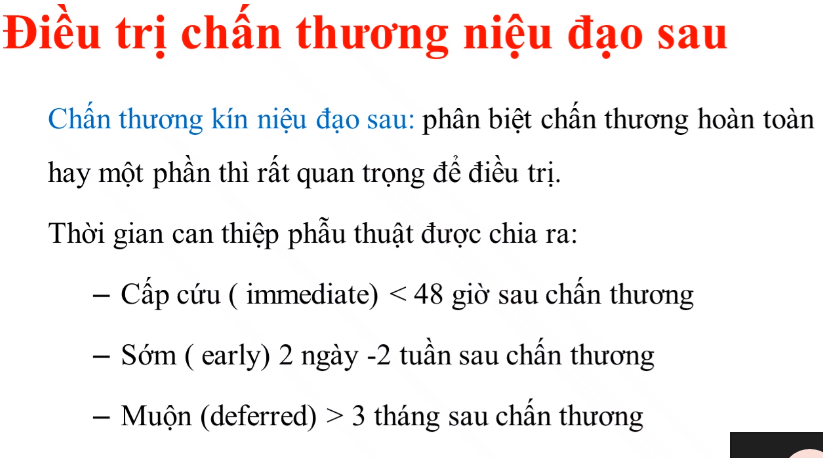 Điều trị chấn thương niệu đạo sau
Chấn thương kín niệu đạo sau: phân biệt chấn thương hoàn toàn
hay một phần thì rất quan trọng để điều trị.
Thời gian can thiệp phẫu thuật được chia ra:
– Cấp cứu ( immediate) < 48 giờ sau chấn thương
– Sớm ( early) 2 ngày -2 tuần sau chấn thương
– Muộn (deferred) > 3 tháng sau chấn thương